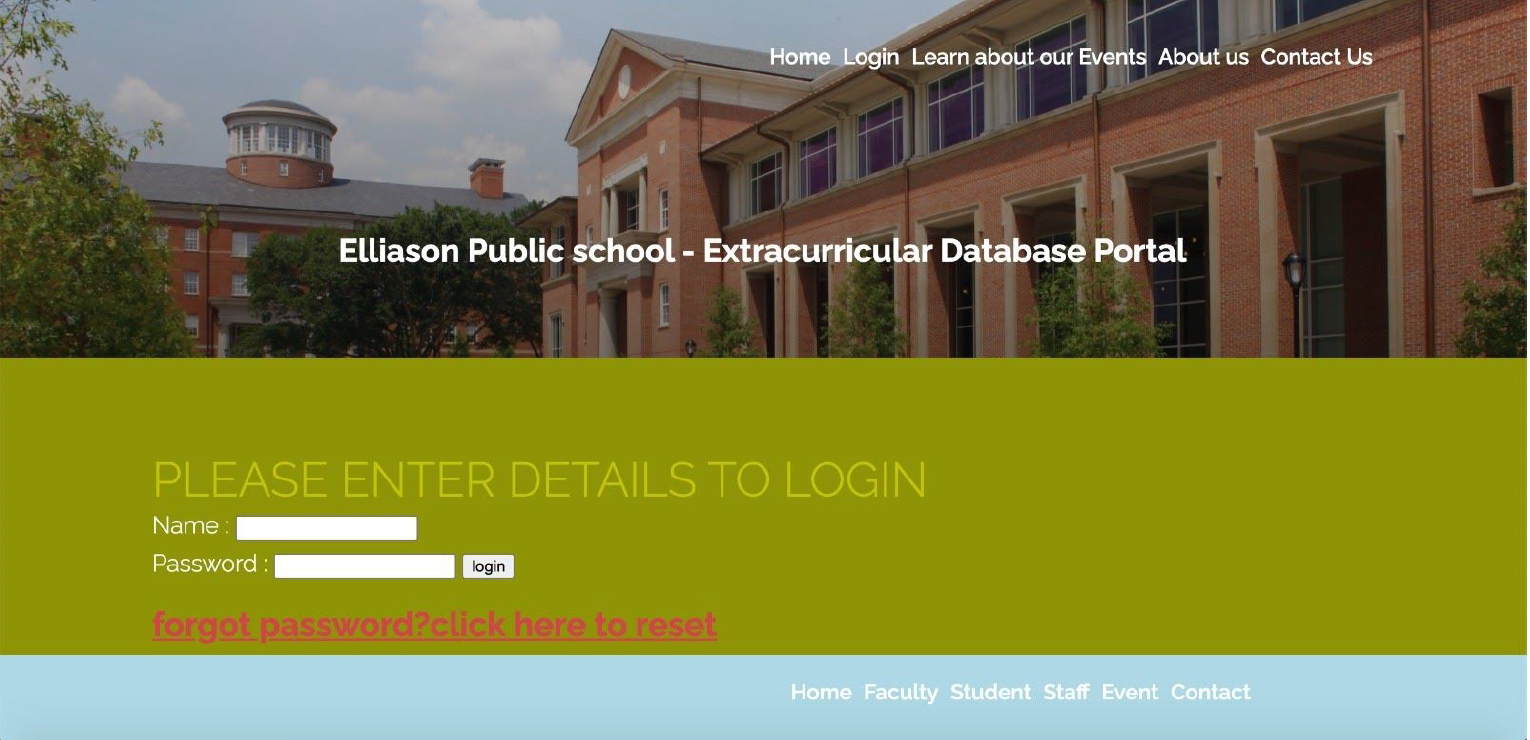 Home Login Learn about our Events About us Contact Us
Elliason Public school - Extracurricular Database Portal
PLEASE ENTER DETAILS TO LOGIN
Name :
Password : login
forgot password?click here to reset
Home Faculty Student Staff Event Contact